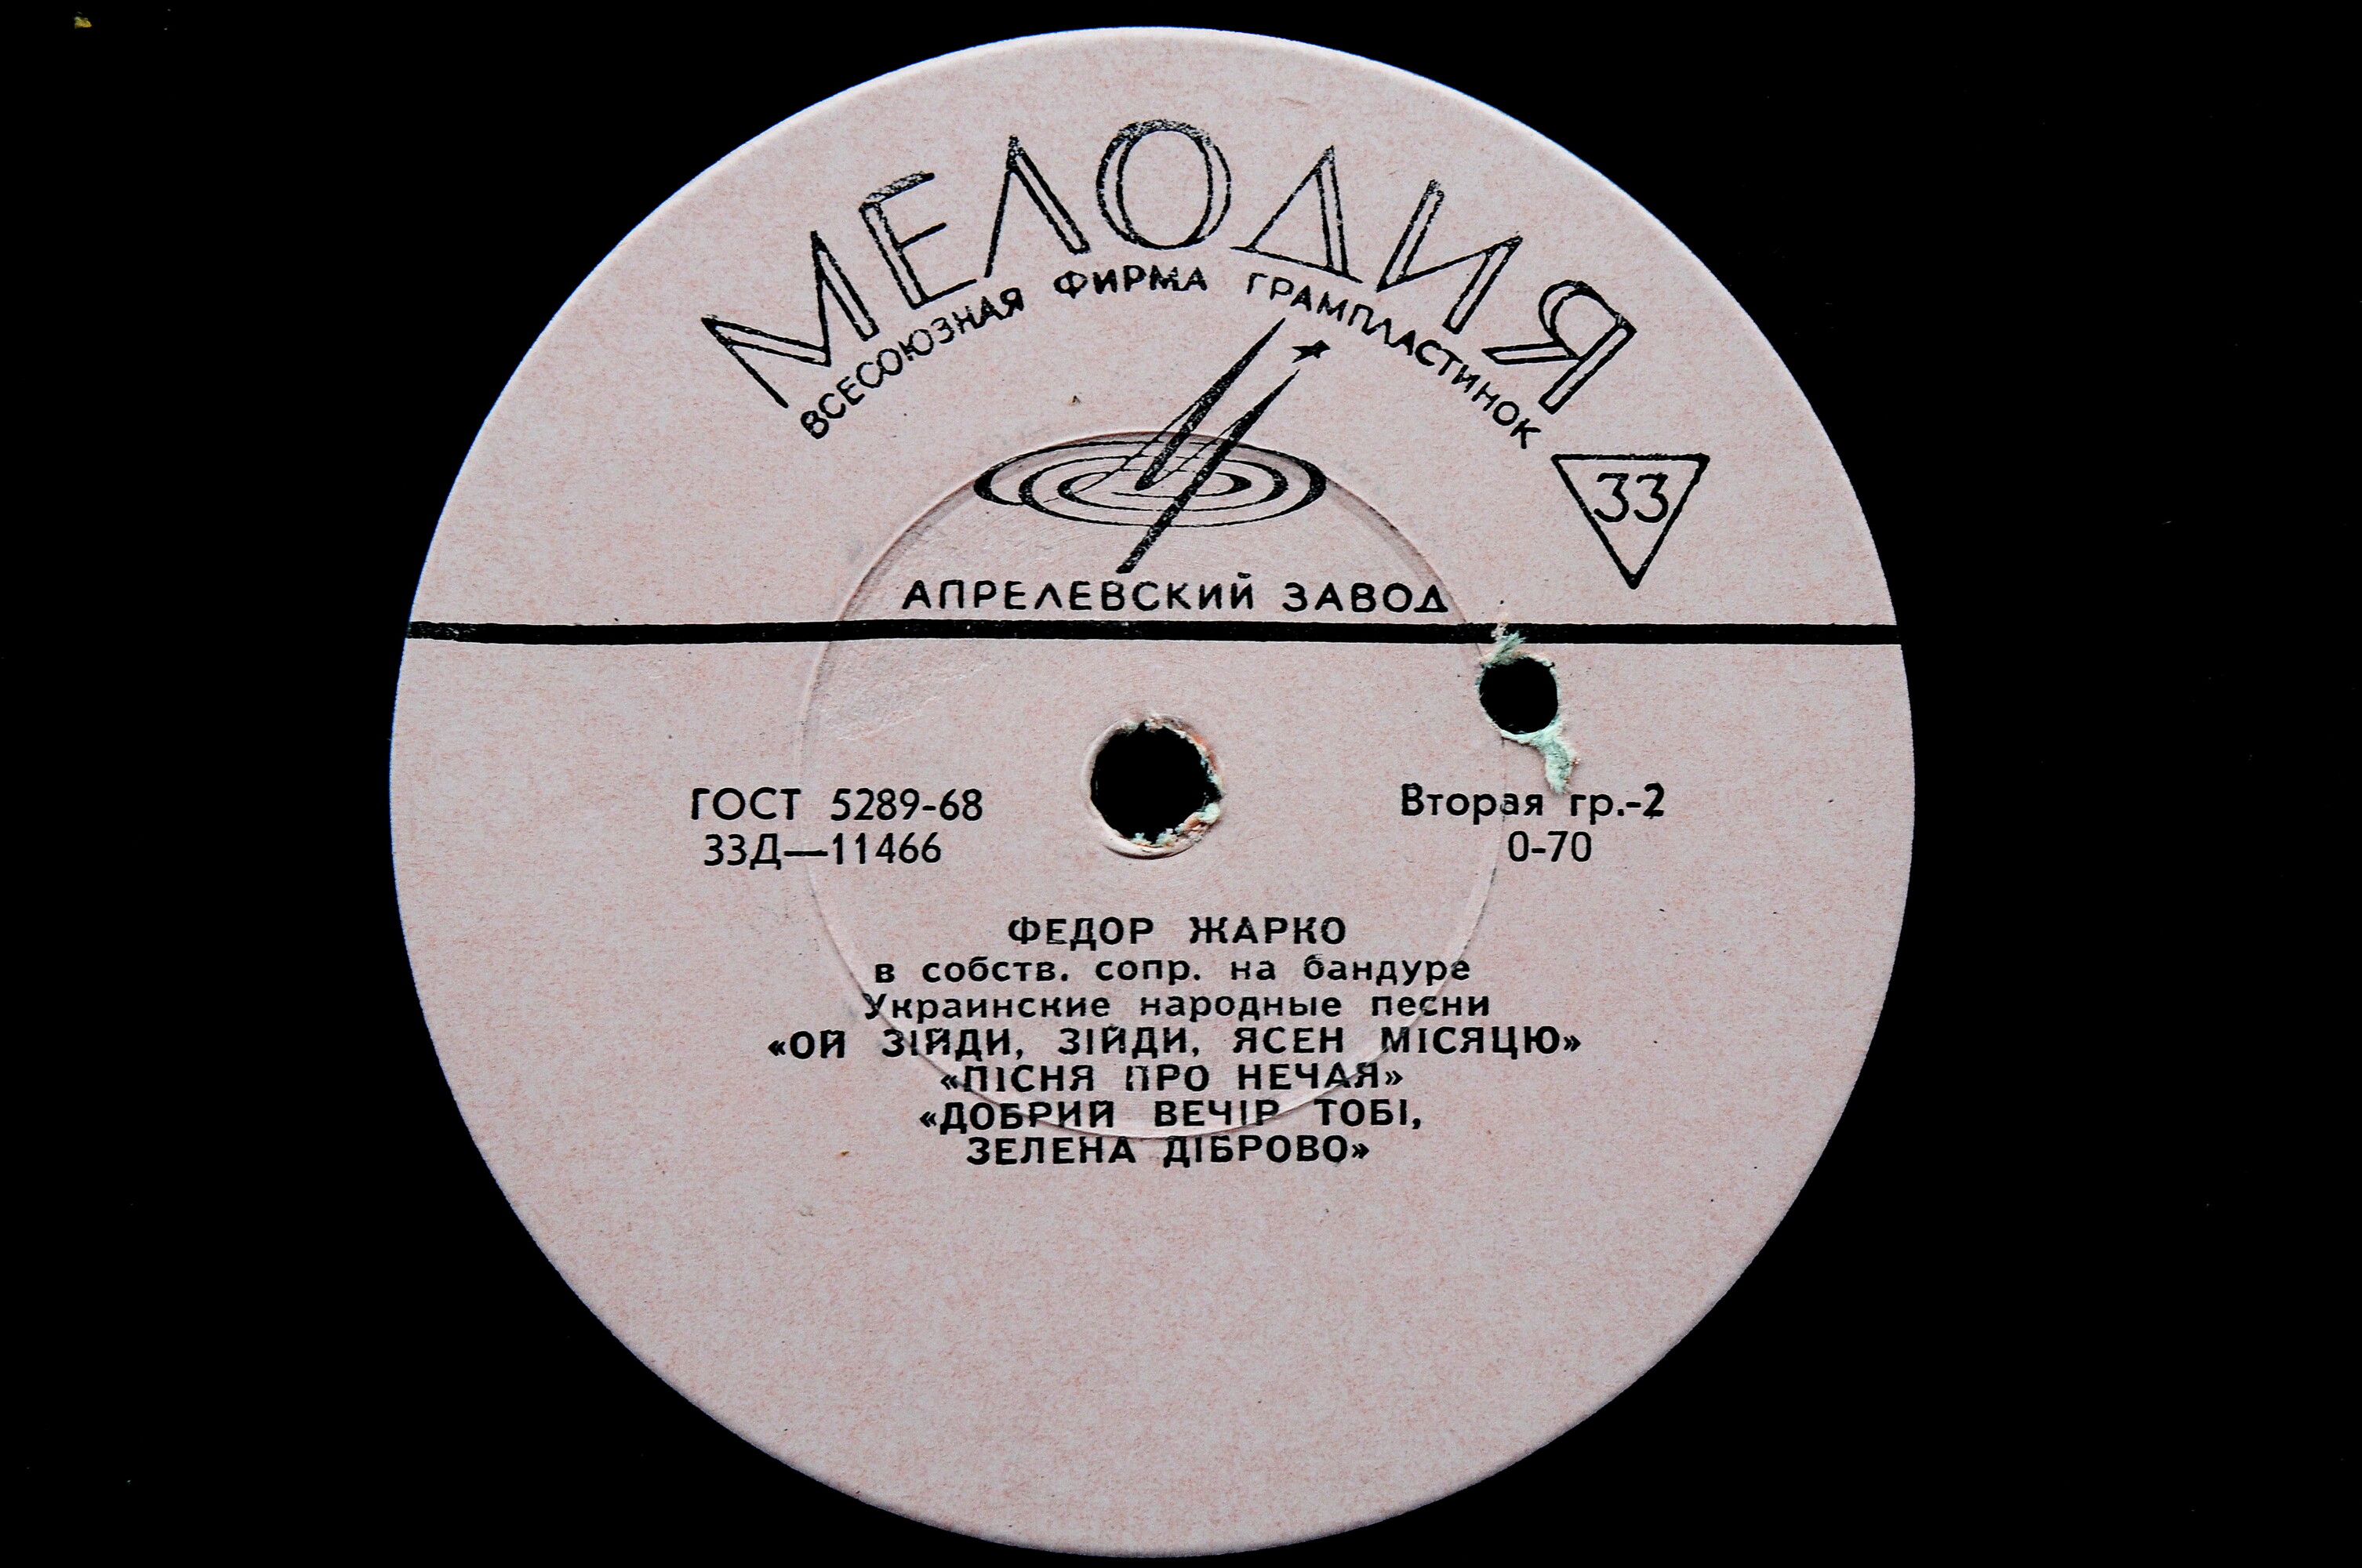 МЕЛОДИЯ
ВСЕСОЮЗНАЯ ФИРМА ГРАМПЛАСТИНОК
33
АПРЕЛЕВСКИЙ ЗАВОД
ГОСТ 5289-68
33Д—11466
Вторая гр.-2
0-70
ФЕДОР ЖАРКО
в собств. сопр. на бандуре
Украинские народные песни
«ОЙ ЗІЙДИ, ЗІЙДИ, ЯСЕН МІСЯЦЮ»
«ПІСНЯ ПРО НЕЧАЯ»
«ДОБРИЙ ВЕЧІР ТОБІ,
ЗЕЛЕНА ДІБРОВО»